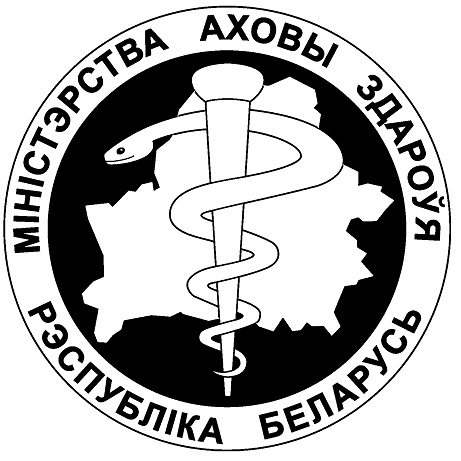 МІНІСТЭРСТВА АХОВЫ ЗДАРОЎЯ
РЭСПУБЛІКА БЕЛАРУСЬ